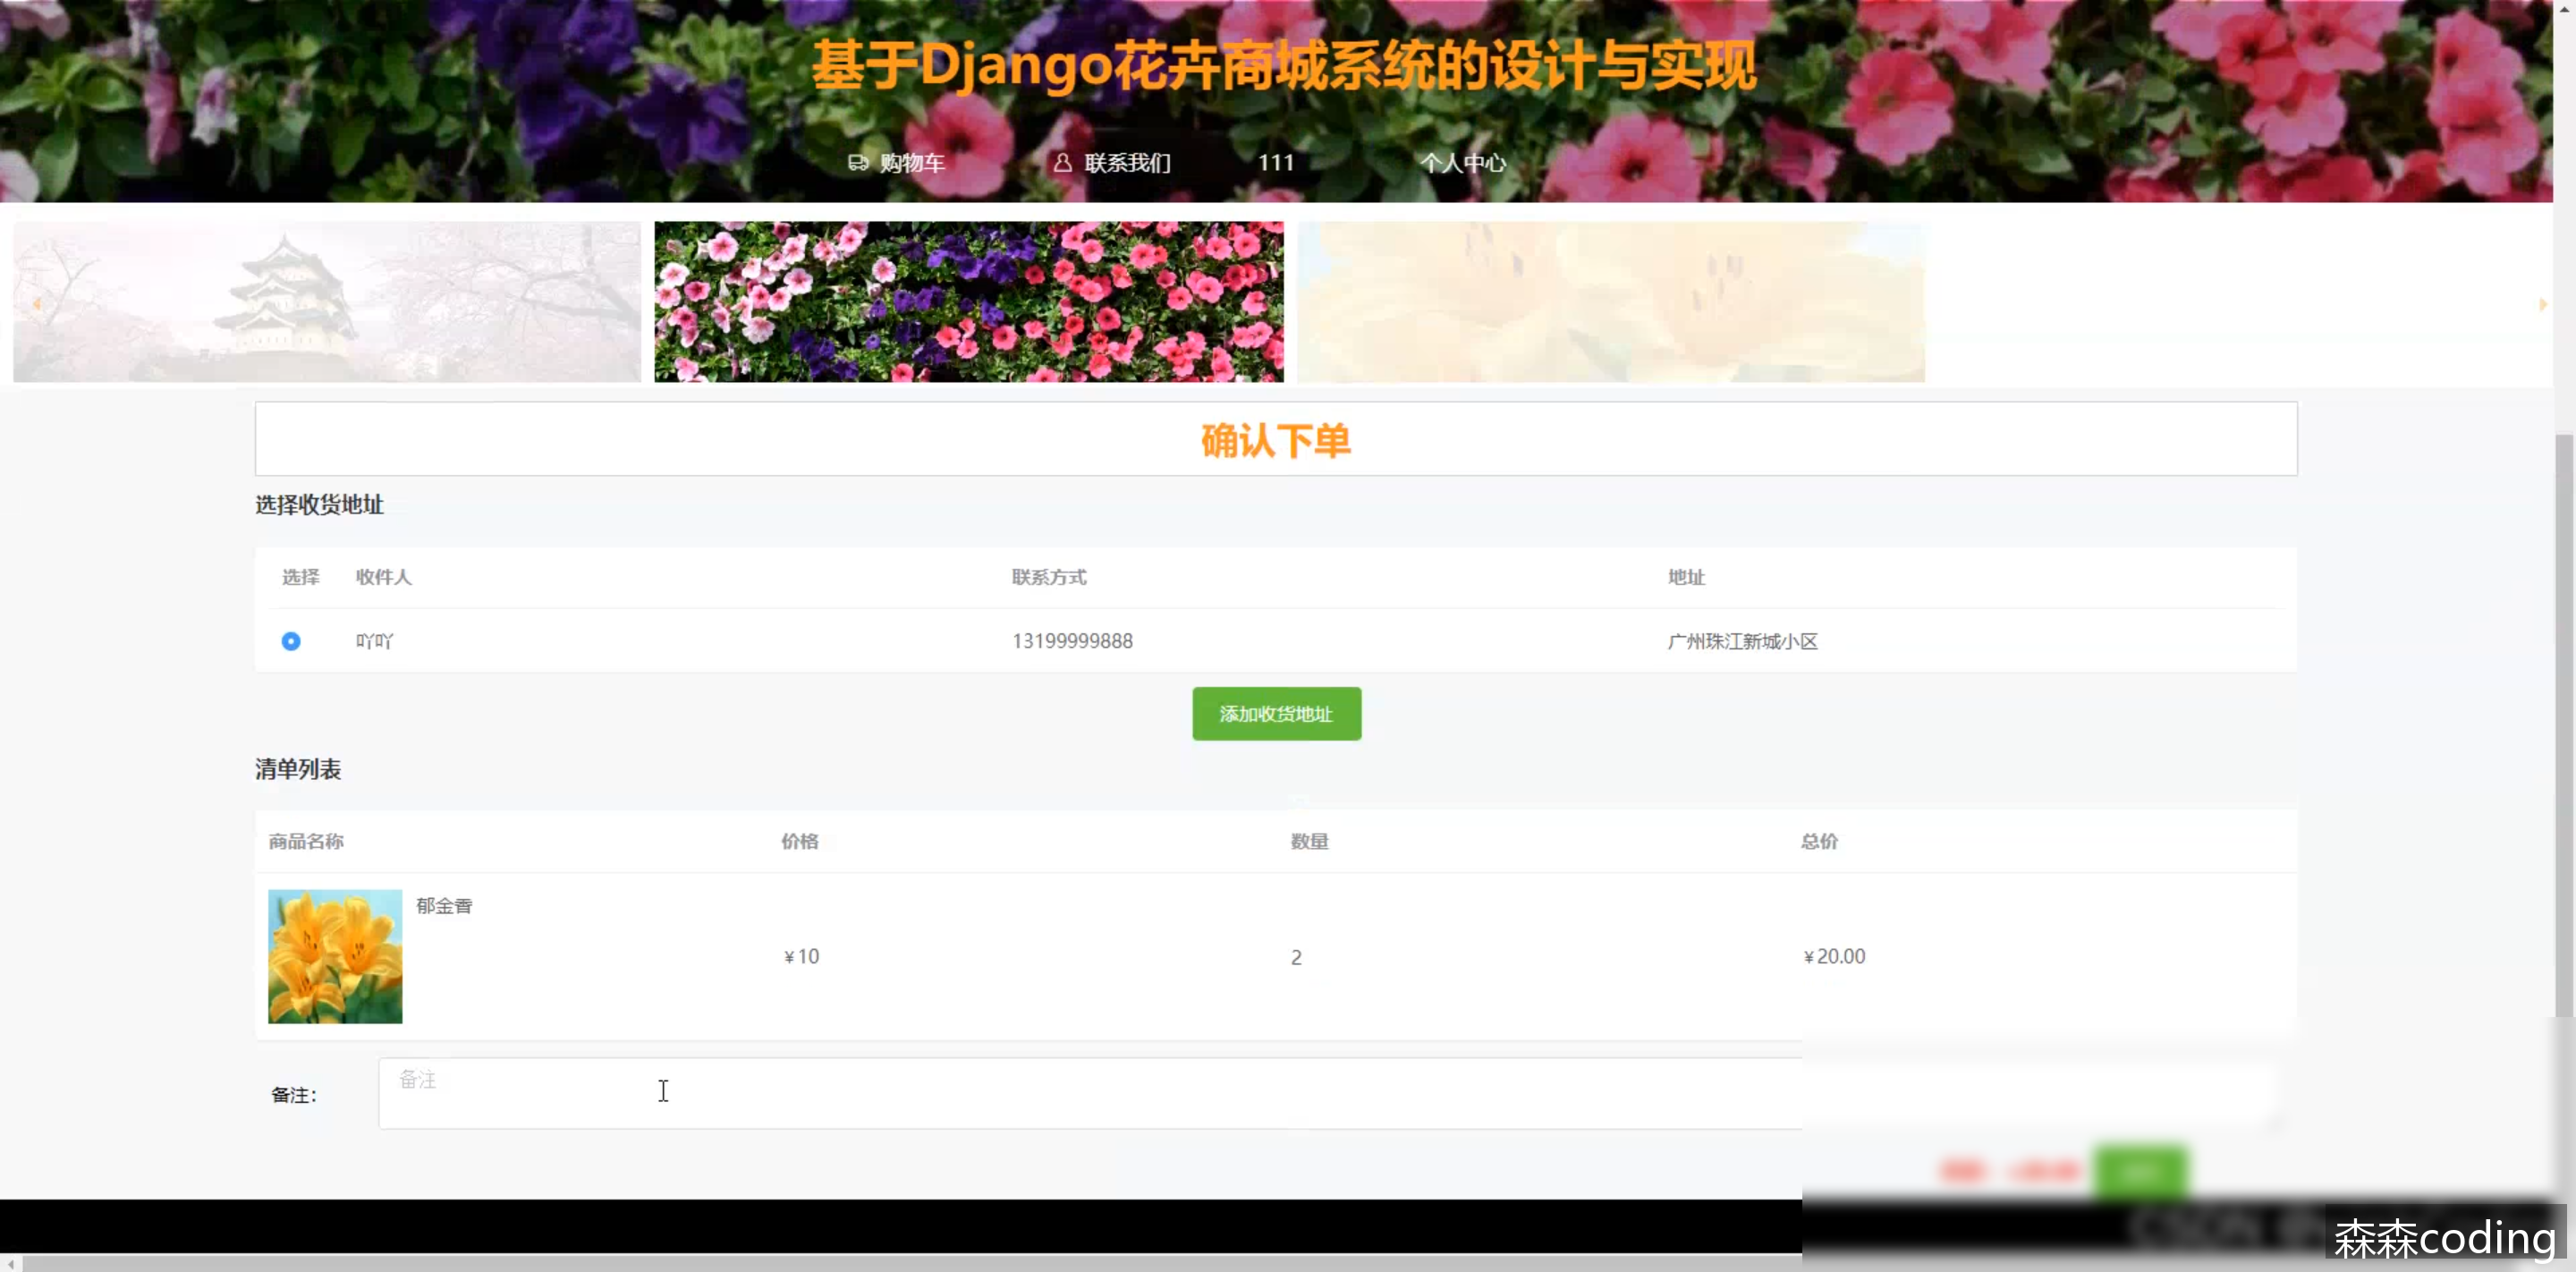 基于Django花卉商城系统的设计与实现
购物车 联系我们 111 个人中心
确认下单
选择收货地址
选择 收件人 联系方式 地址
吖吖 13199999888 广州珠江新城小区
添加收货地址
清单列表
商品名称 价格 数量 总价
郁金香
¥10 2 ¥20.00
备注： 备注
森森coding